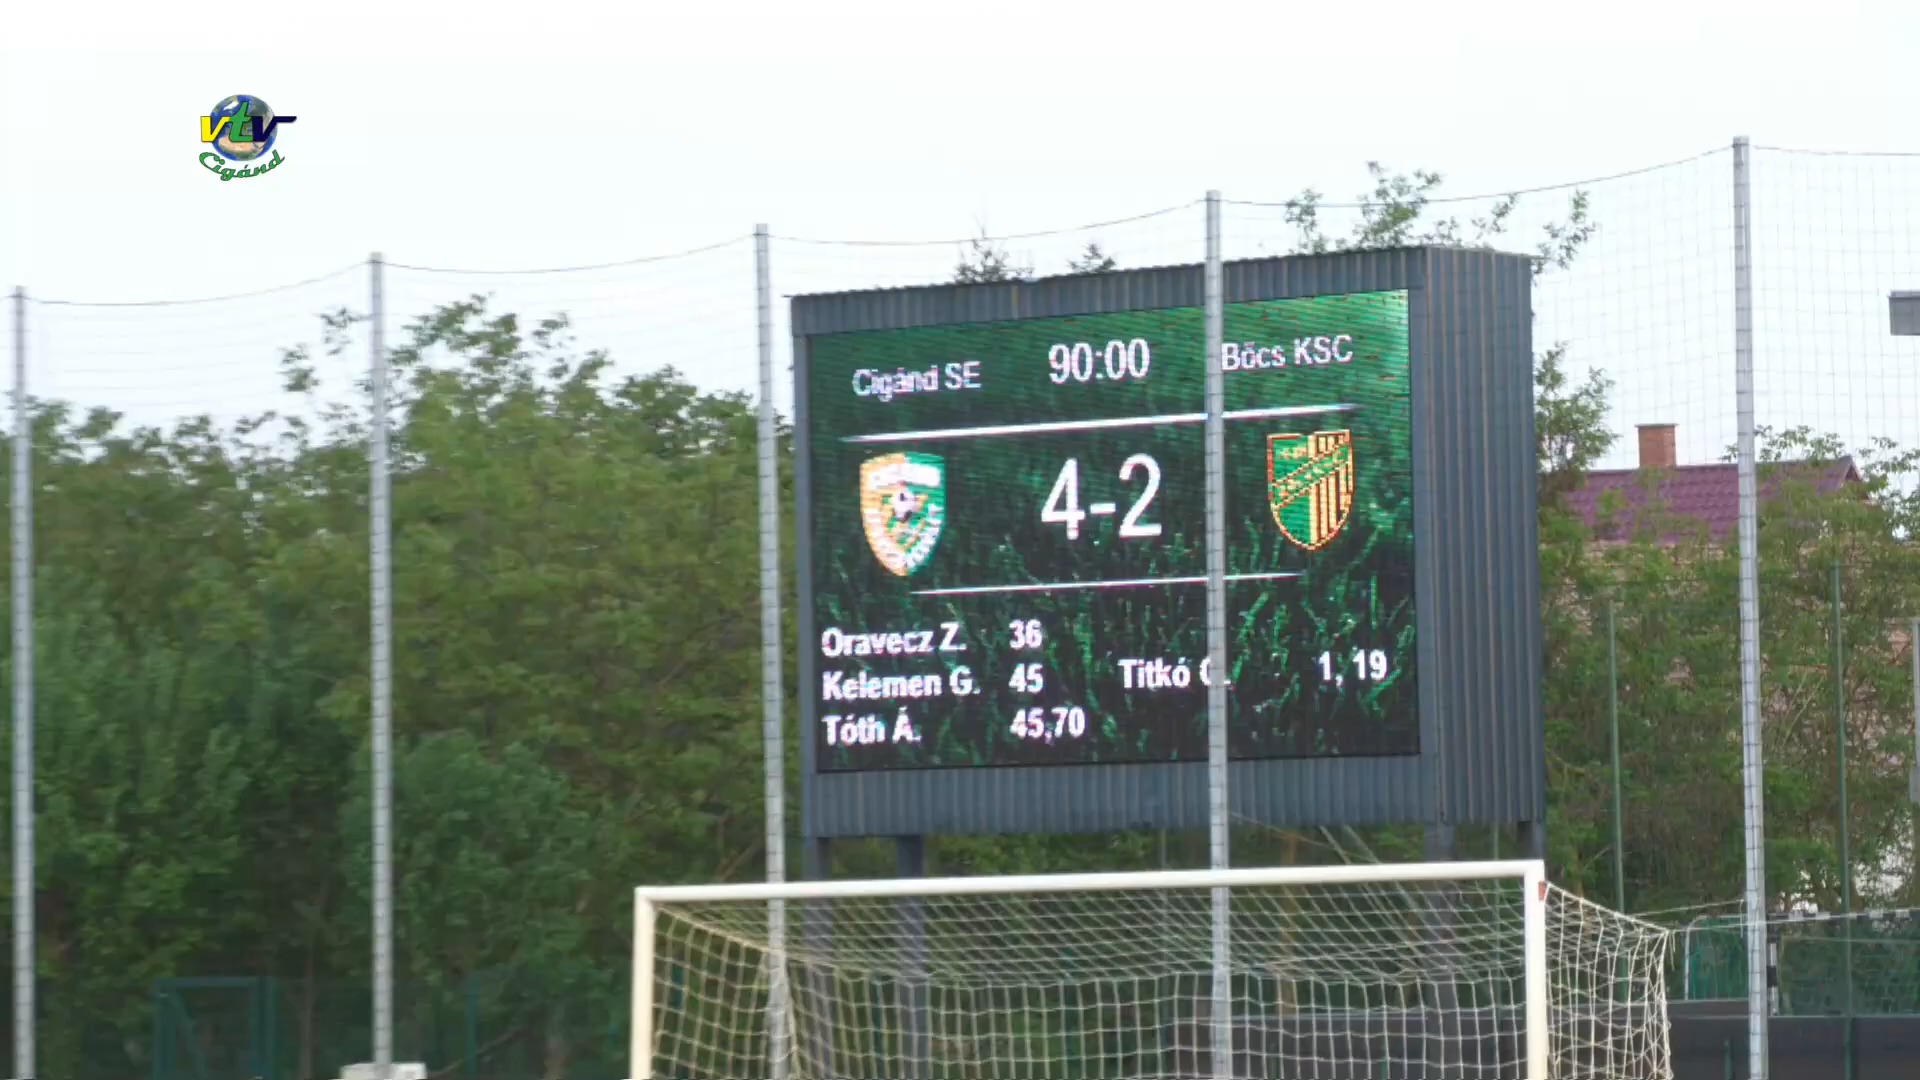 vtv
Cigánd
Cigánd SE 90:00 Bőcs KSC
4-2
Oravecz Z. 36
Kelemen G. 45 Titkó 1, 19
Tóth Á. 45,70